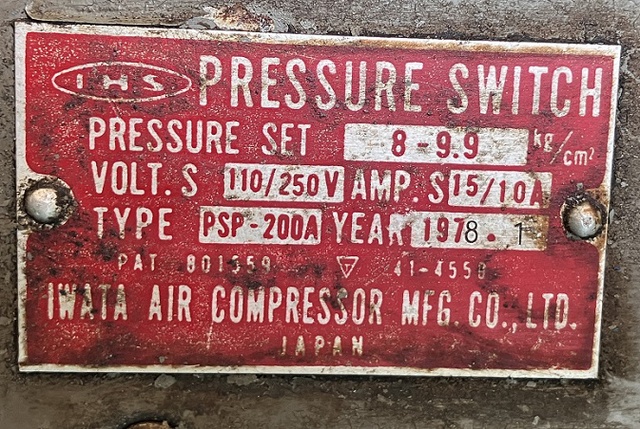 IHS PRESSURE SWITCH
PRESSURE SET 8-9.9 kg/cm²
VOLT.S 110/250V AMP.S 15/10A
TYPE PSP-200A YEAR 1978.1
PAT 801559 ▽ 41-4556
IWATA AIR COMPRESSOR MFG.CO.,LTD.
JAPAN